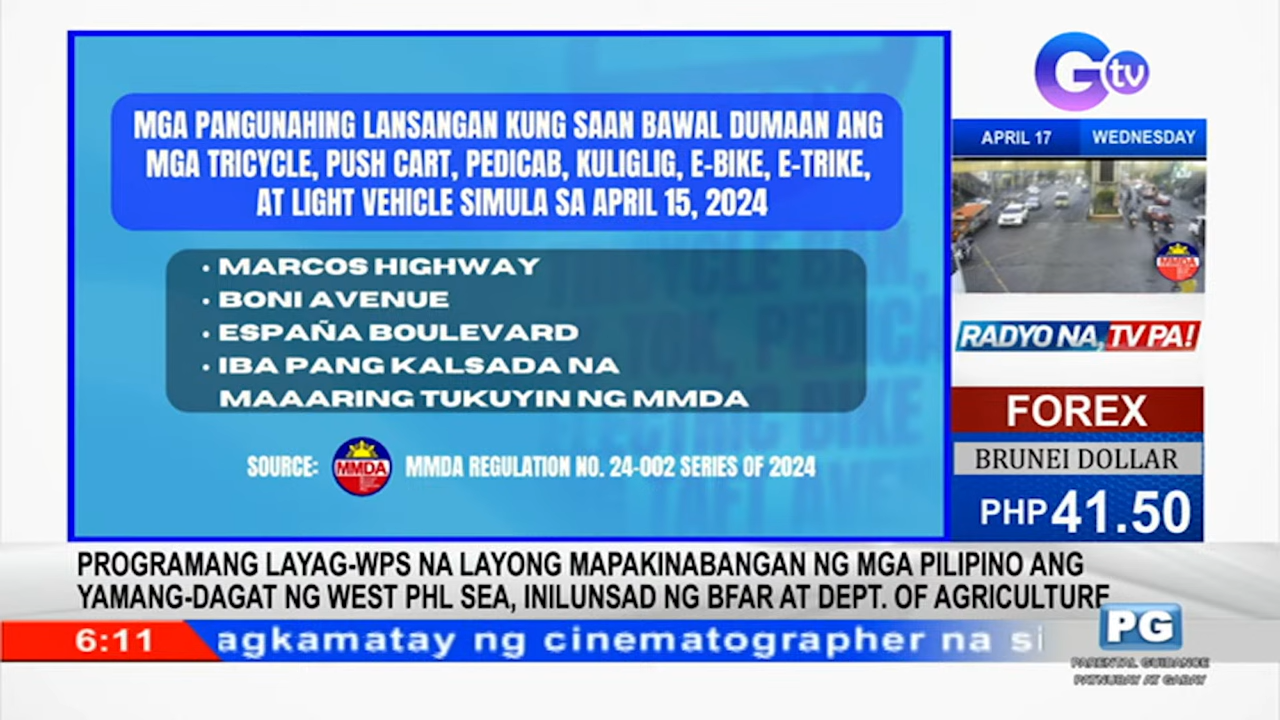 MGA PANGUNAHING LANSANGAN KUNG SAAN BAWAL DUMAAN ANG
MGA TRICYCLE, PUSH CART, PEDICAB, KULIGLIG, E-BIKE, E-TRIKE,
AT LIGHT VEHICLE SIMULA SA APRIL 15, 2024
• MARCOS HIGHWAY
• BONI AVENUE
• ESPAÑA BOULEVARD
• IBA PANG KALSADA NA
MAAARING TUKUYIN NG MMDA
SOURCE: MMDA MMDA REGULATION NO. 24-002 SERIES OF 2024
Gtv
APRIL 17 WEDNESDAY
MMDA
RADYO NA, TV PA!
FOREX
BRUNEI DOLLAR
PHP 41.50
PROGRAMANG LAYAG-WPS NA LAYONG MAPAKINABANGAN NG MGA PILIPINO ANG
YAMANG-DAGAT NG WEST PHL SEA, INILUNSAD NG BFAR AT DEPT. OF AGRICULTURE
6:11 agkamatay ng cinematographer na si
PG
PARENTAL GUIDANCE
PATNUBAY AT GABAY